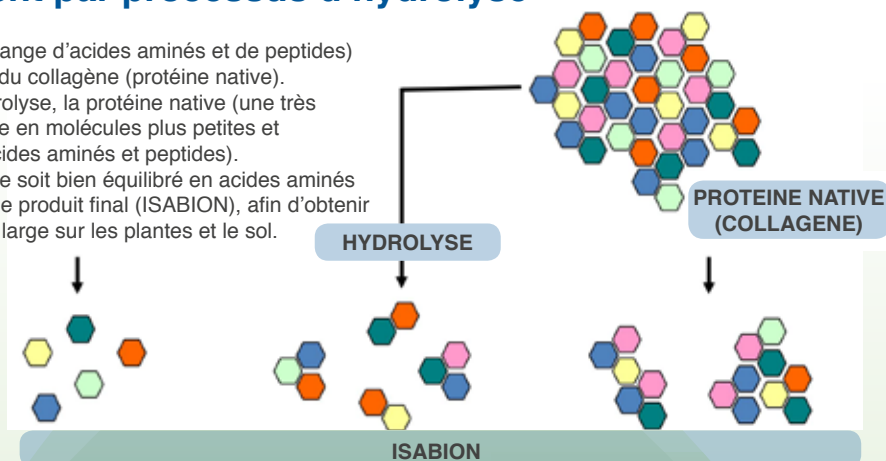 par processus d'hydrolyse
ange d'acides aminés et de peptides)
du collagène (protéine native).
rolyse, la protéine native (une très
e en molécules plus petites et
cides aminés et peptides).
e soit bien équilibré en acides aminés
e produit final (ISABION), afin d'obtenir
large sur les plantes et le sol.
PROTEINE NATIVE
(COLLAGENE)
HYDROLYSE
ISABION